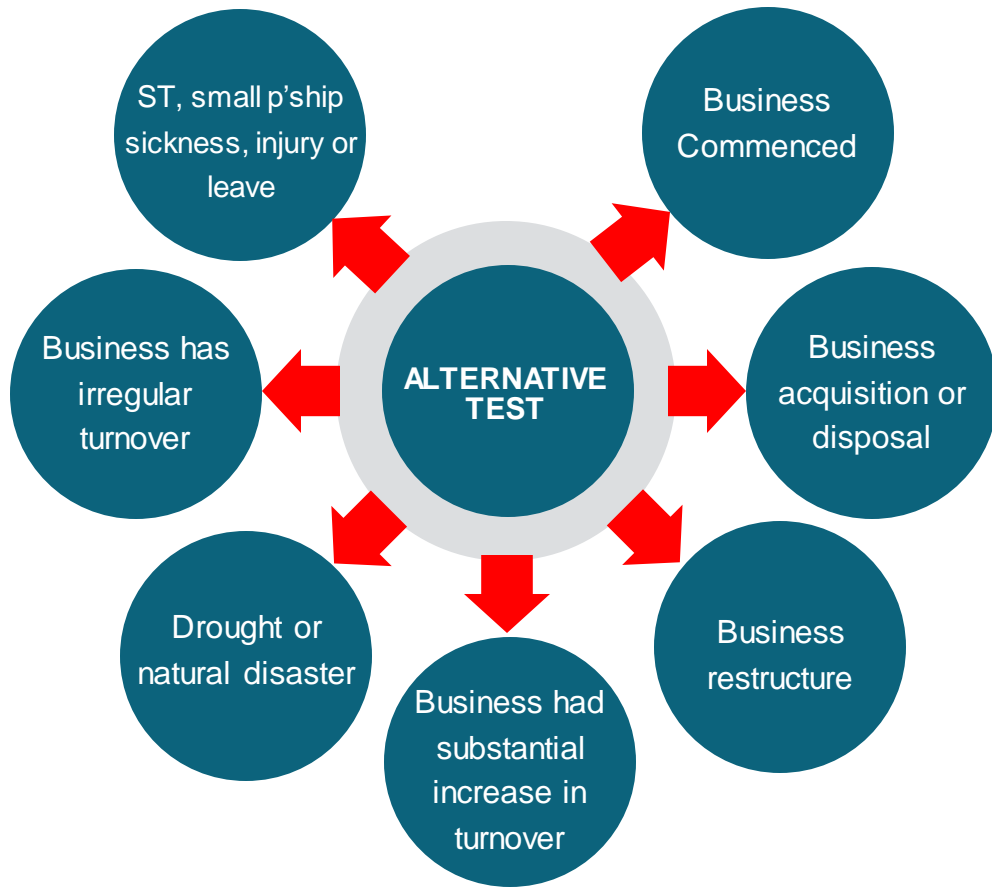 ALTERNATIVE
TEST
Business
Commenced
Business
acquisition or
disposal
Business
restructure
Business had
substantial
increase in
turnover
Drought or
natural disaster
Business has
irregular
turnover
ST, small p’ship
sickness, injury or
leave